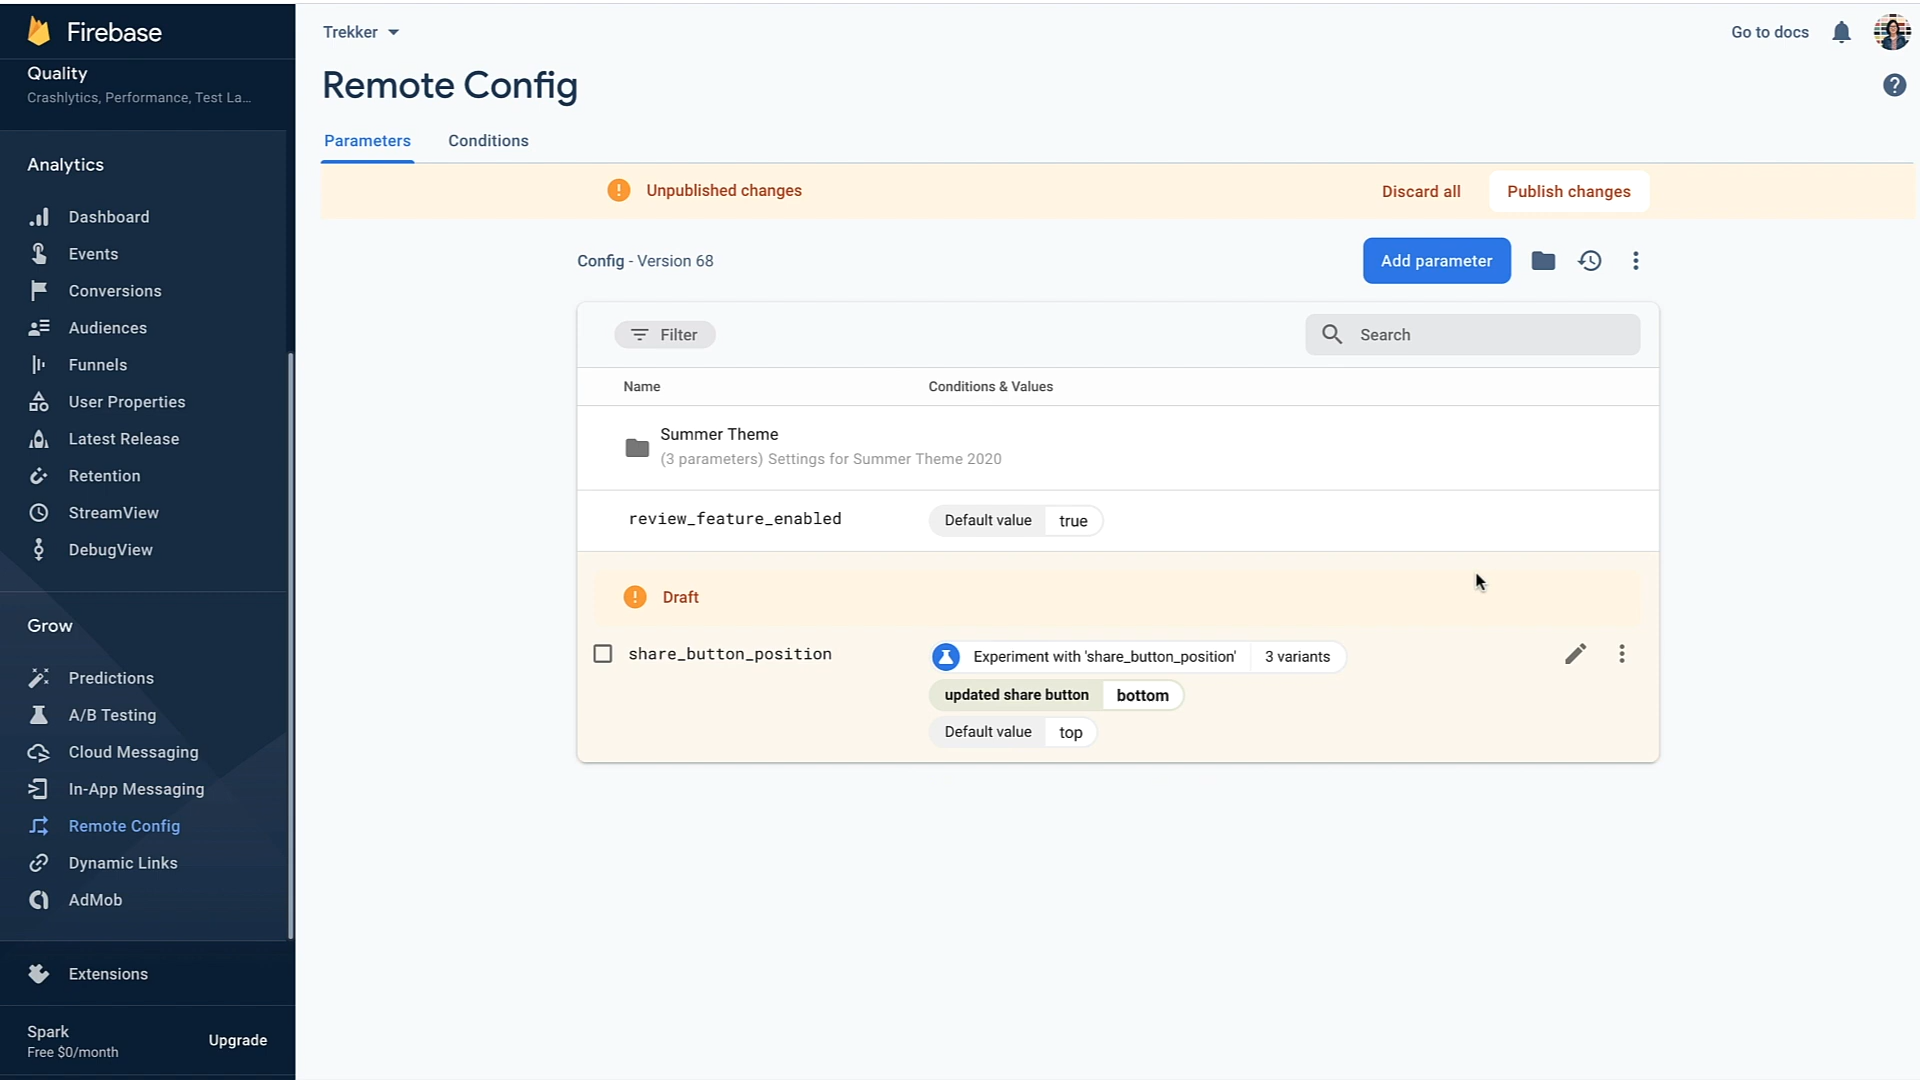 Firebase
Quality
Crashlytics, Performance, Test La...
Analytics
Dashboard
Events
Conversions
Audiences
Funnels
User Properties
Latest Release
Retention
StreamView
DebugView
Grow
Predictions
A/B Testing
Cloud Messaging
In-App Messaging
Remote Config
Dynamic Links
AdMob
Extensions
Spark
Free $0/month
Upgrade
Trekker
Go to docs
Remote Config
Parameters
Conditions
Unpublished changes
Discard all
Publish changes
Config - Version 68
Add parameter
Filter
Search
Name
Conditions & Values
Summer Theme
(3 parameters) Settings for Summer Theme 2020
review_feature_enabled
Default value
true
Draft
share_button_position
Experiment with 'share_button_position'
3 variants
updated share button
bottom
Default value
top